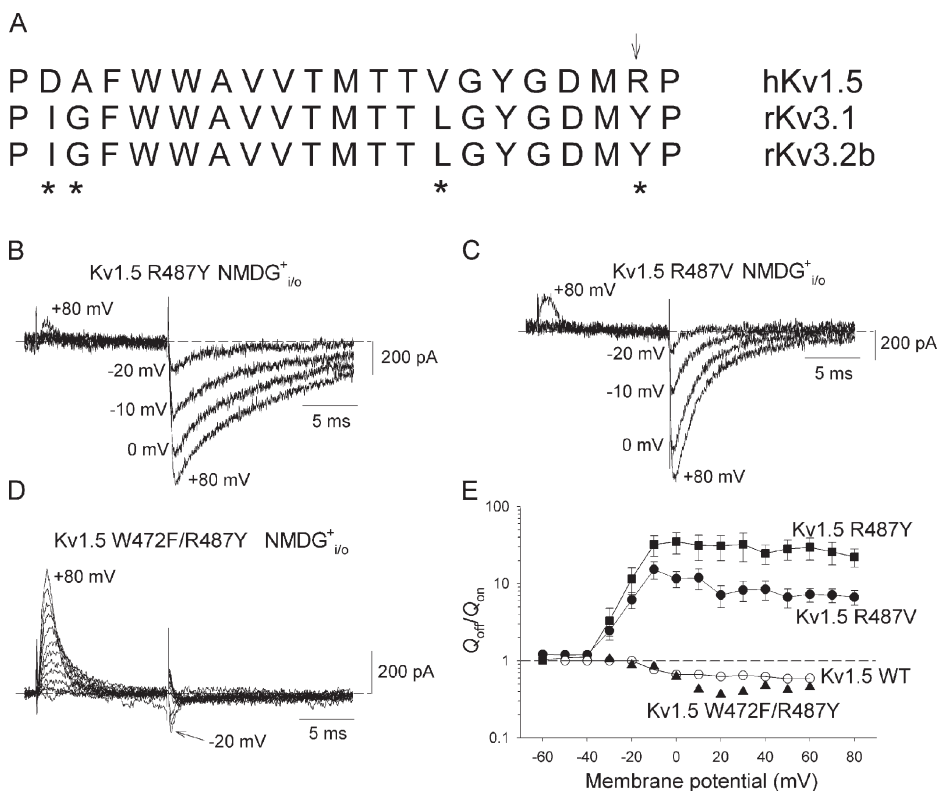 A
P D A F W W A V V T M T T V G Y G D M R P hKv1.5
P I G F W W A V V T M T T L G Y G D M Y P rKv3.1
P I G F W W A V V T M T T L G Y G D M Y P rKv3.2b
* * * *
B
Kv1.5 R487Y NMDG+i/o
+80 mV
-20 mV
-10 mV
0 mV
+80 mV
200 pA
5 ms
C
Kv1.5 R487V NMDG+i/o
+80 mV
-20 mV
-10 mV
0 mV
+80 mV
200 pA
5 ms
D
Kv1.5 W472F/R487Y NMDG+i/o
+80 mV
-20 mV
200 pA
5 ms
E
Qoff/Qon
100
10
1
0.1
Kv1.5 R487Y
Kv1.5 R487V
Kv1.5 WT
Kv1.5 W472F/R487Y
-60 -40 -20 0 20 40 60 80
Membrane potential (mV)